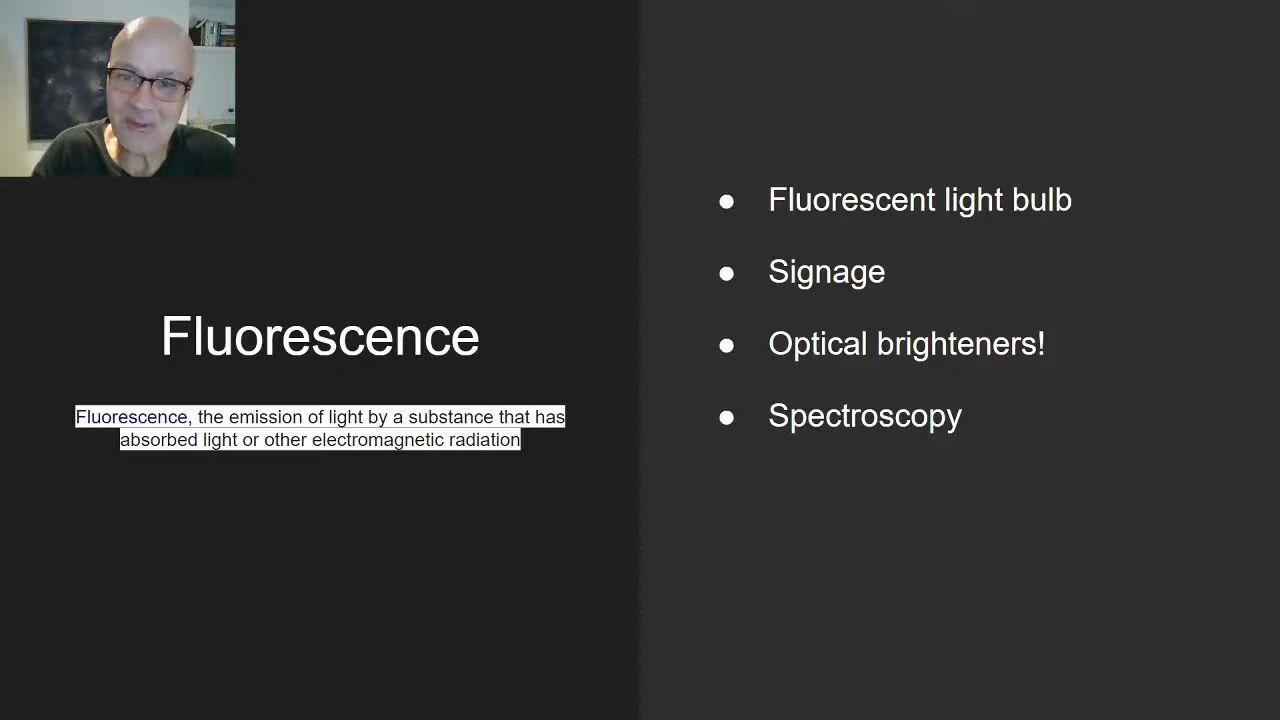 Fluorescence
Fluorescence, the emission of light by a substance that has
absorbed light or other electromagnetic radiation
● Fluorescent light bulb
● Signage
● Optical brighteners!
● Spectroscopy